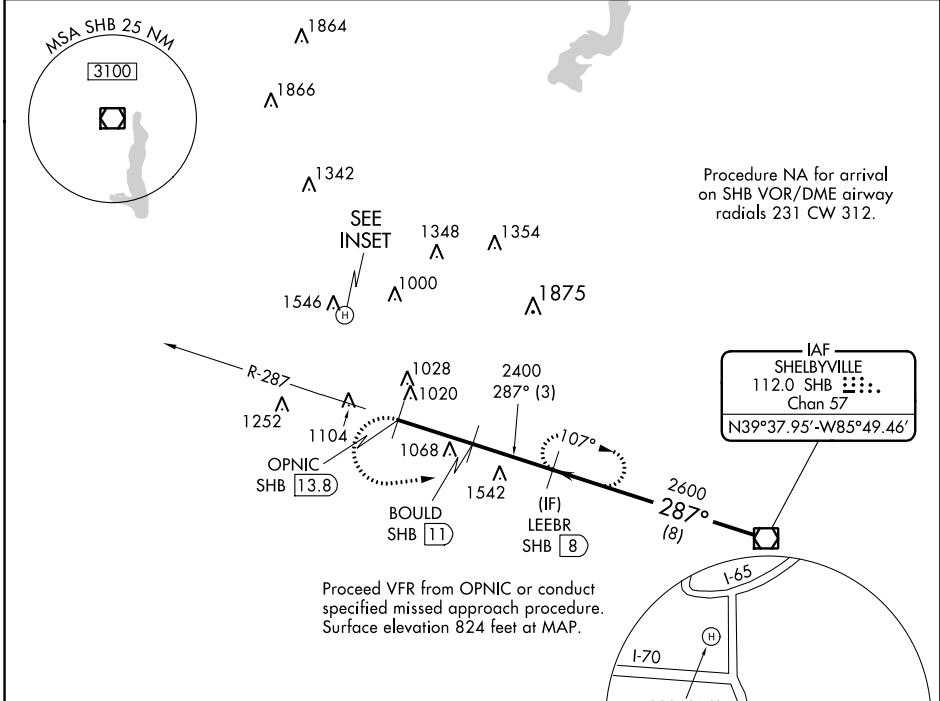 MSA SHB 25 NM
3100
1864
1866
1342
SEE
INSET
1348
1354
1546
1000
1875
Procedure NA for arrival
on SHB VOR/DME airway
radials 231 CW 312.
R-287
1028
1020
2400
287° (3)
1252
1104
1068
1542
107°
OPNIC
SHB 13.8
BOULD
SHB 11
(IF)
LEEBR
SHB 8
2600
287°
(8)
IAF
SHELBYVILLE
112.0 SHB
Chan 57
N39°37.95'-W85°49.46'
Proceed VFR from OPNIC or conduct
specified missed approach procedure.
Surface elevation 824 feet at MAP.
I-65
H
I-70
H